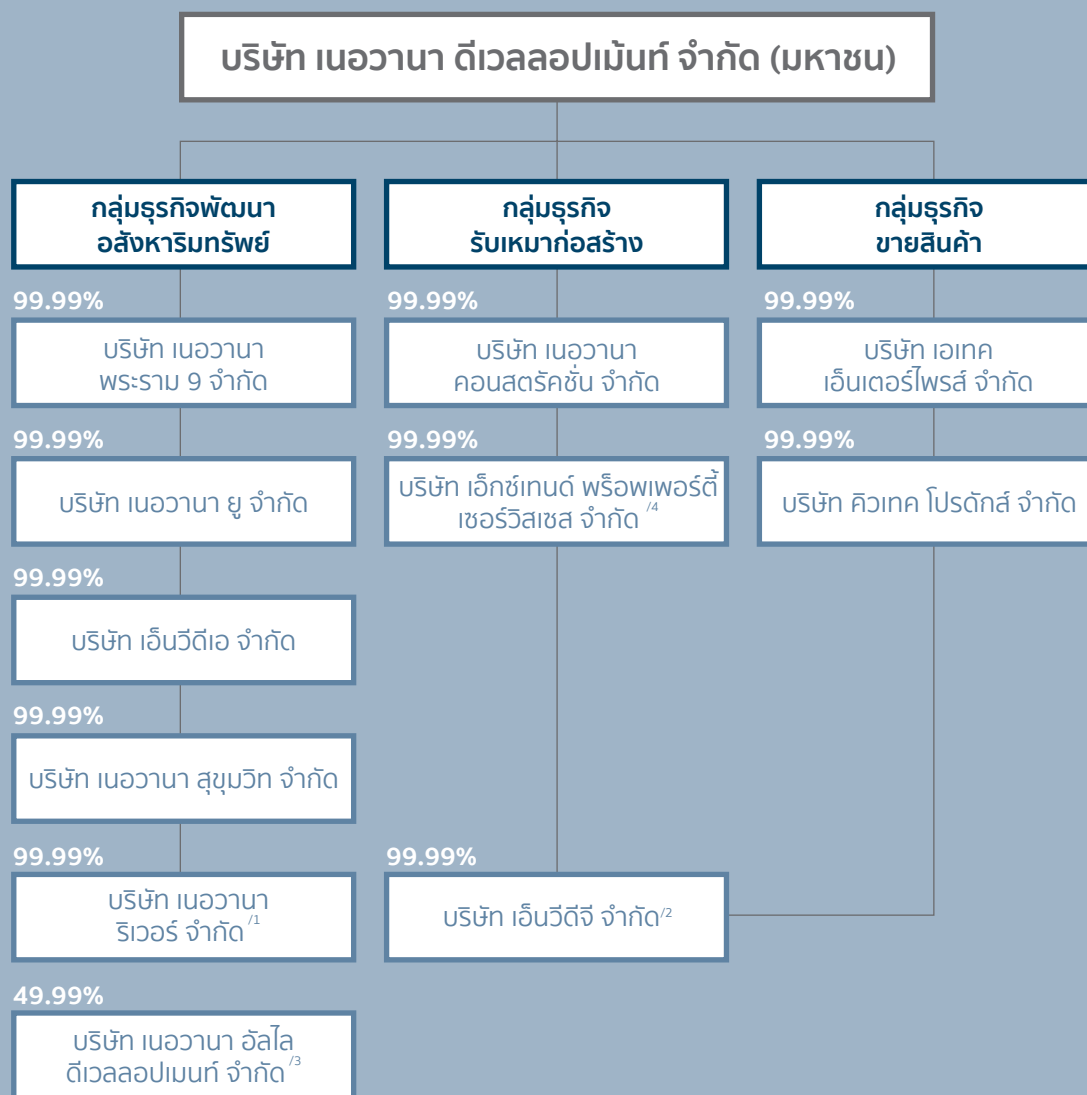 บริษัท เนอวานา ดีเวลลอปเม้นท์ จำกัด (มหาชน)
กลุ่มธุรกิจพัฒนา
อสังหาริมทรัพย์
99.99%
บริษัท เนอวานา
พระราม 9 จำกัด
99.99%
บริษัท เนอวานา ยู จำกัด
99.99%
บริษัท เอ็นวีดีเอ จำกัด
99.99%
บริษัท เนอวานา สุขุมวิท จำกัด
99.99%
บริษัท เนอวานา
ริเวอร์ จำกัด /1
49.99%
บริษัท เนอวานา อัลไล
ดีเวลลอปเมนท์ จำกัด /3
กลุ่มธุรกิจ
รับเหมาก่อสร้าง
99.99%
บริษัท เนอวานา
คอนสตรัคชั่น จำกัด
99.99%
บริษัท เอ็กซ์เทนด์ พร็อพเพอร์ตี้
เซอร์วิสเซส จำกัด /4
99.99%
บริษัท เอ็นวีดีจี จำกัด/2
กลุ่มธุรกิจ
ขายสินค้า
99.99%
บริษัท เอเทค
เอ็นเตอร์ไพรส์ จำกัด
99.99%
บริษัท คิวเทค โปรดักส์ จำกัด